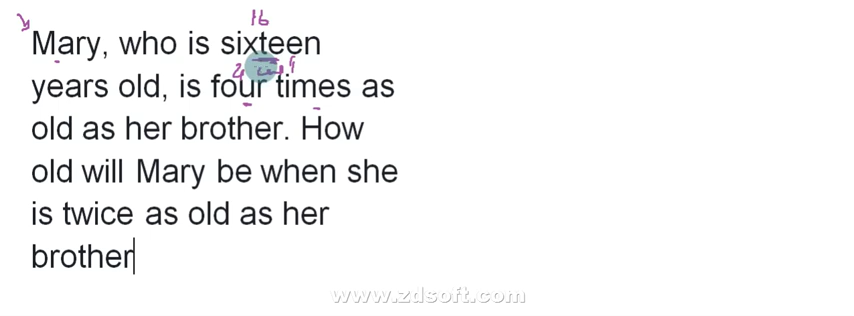 16
Mary, who is sixteen
4
years old, is four times as
old as her brother. How
old will Mary be when she
is twice as old as her
brother
www.zdsoft.com